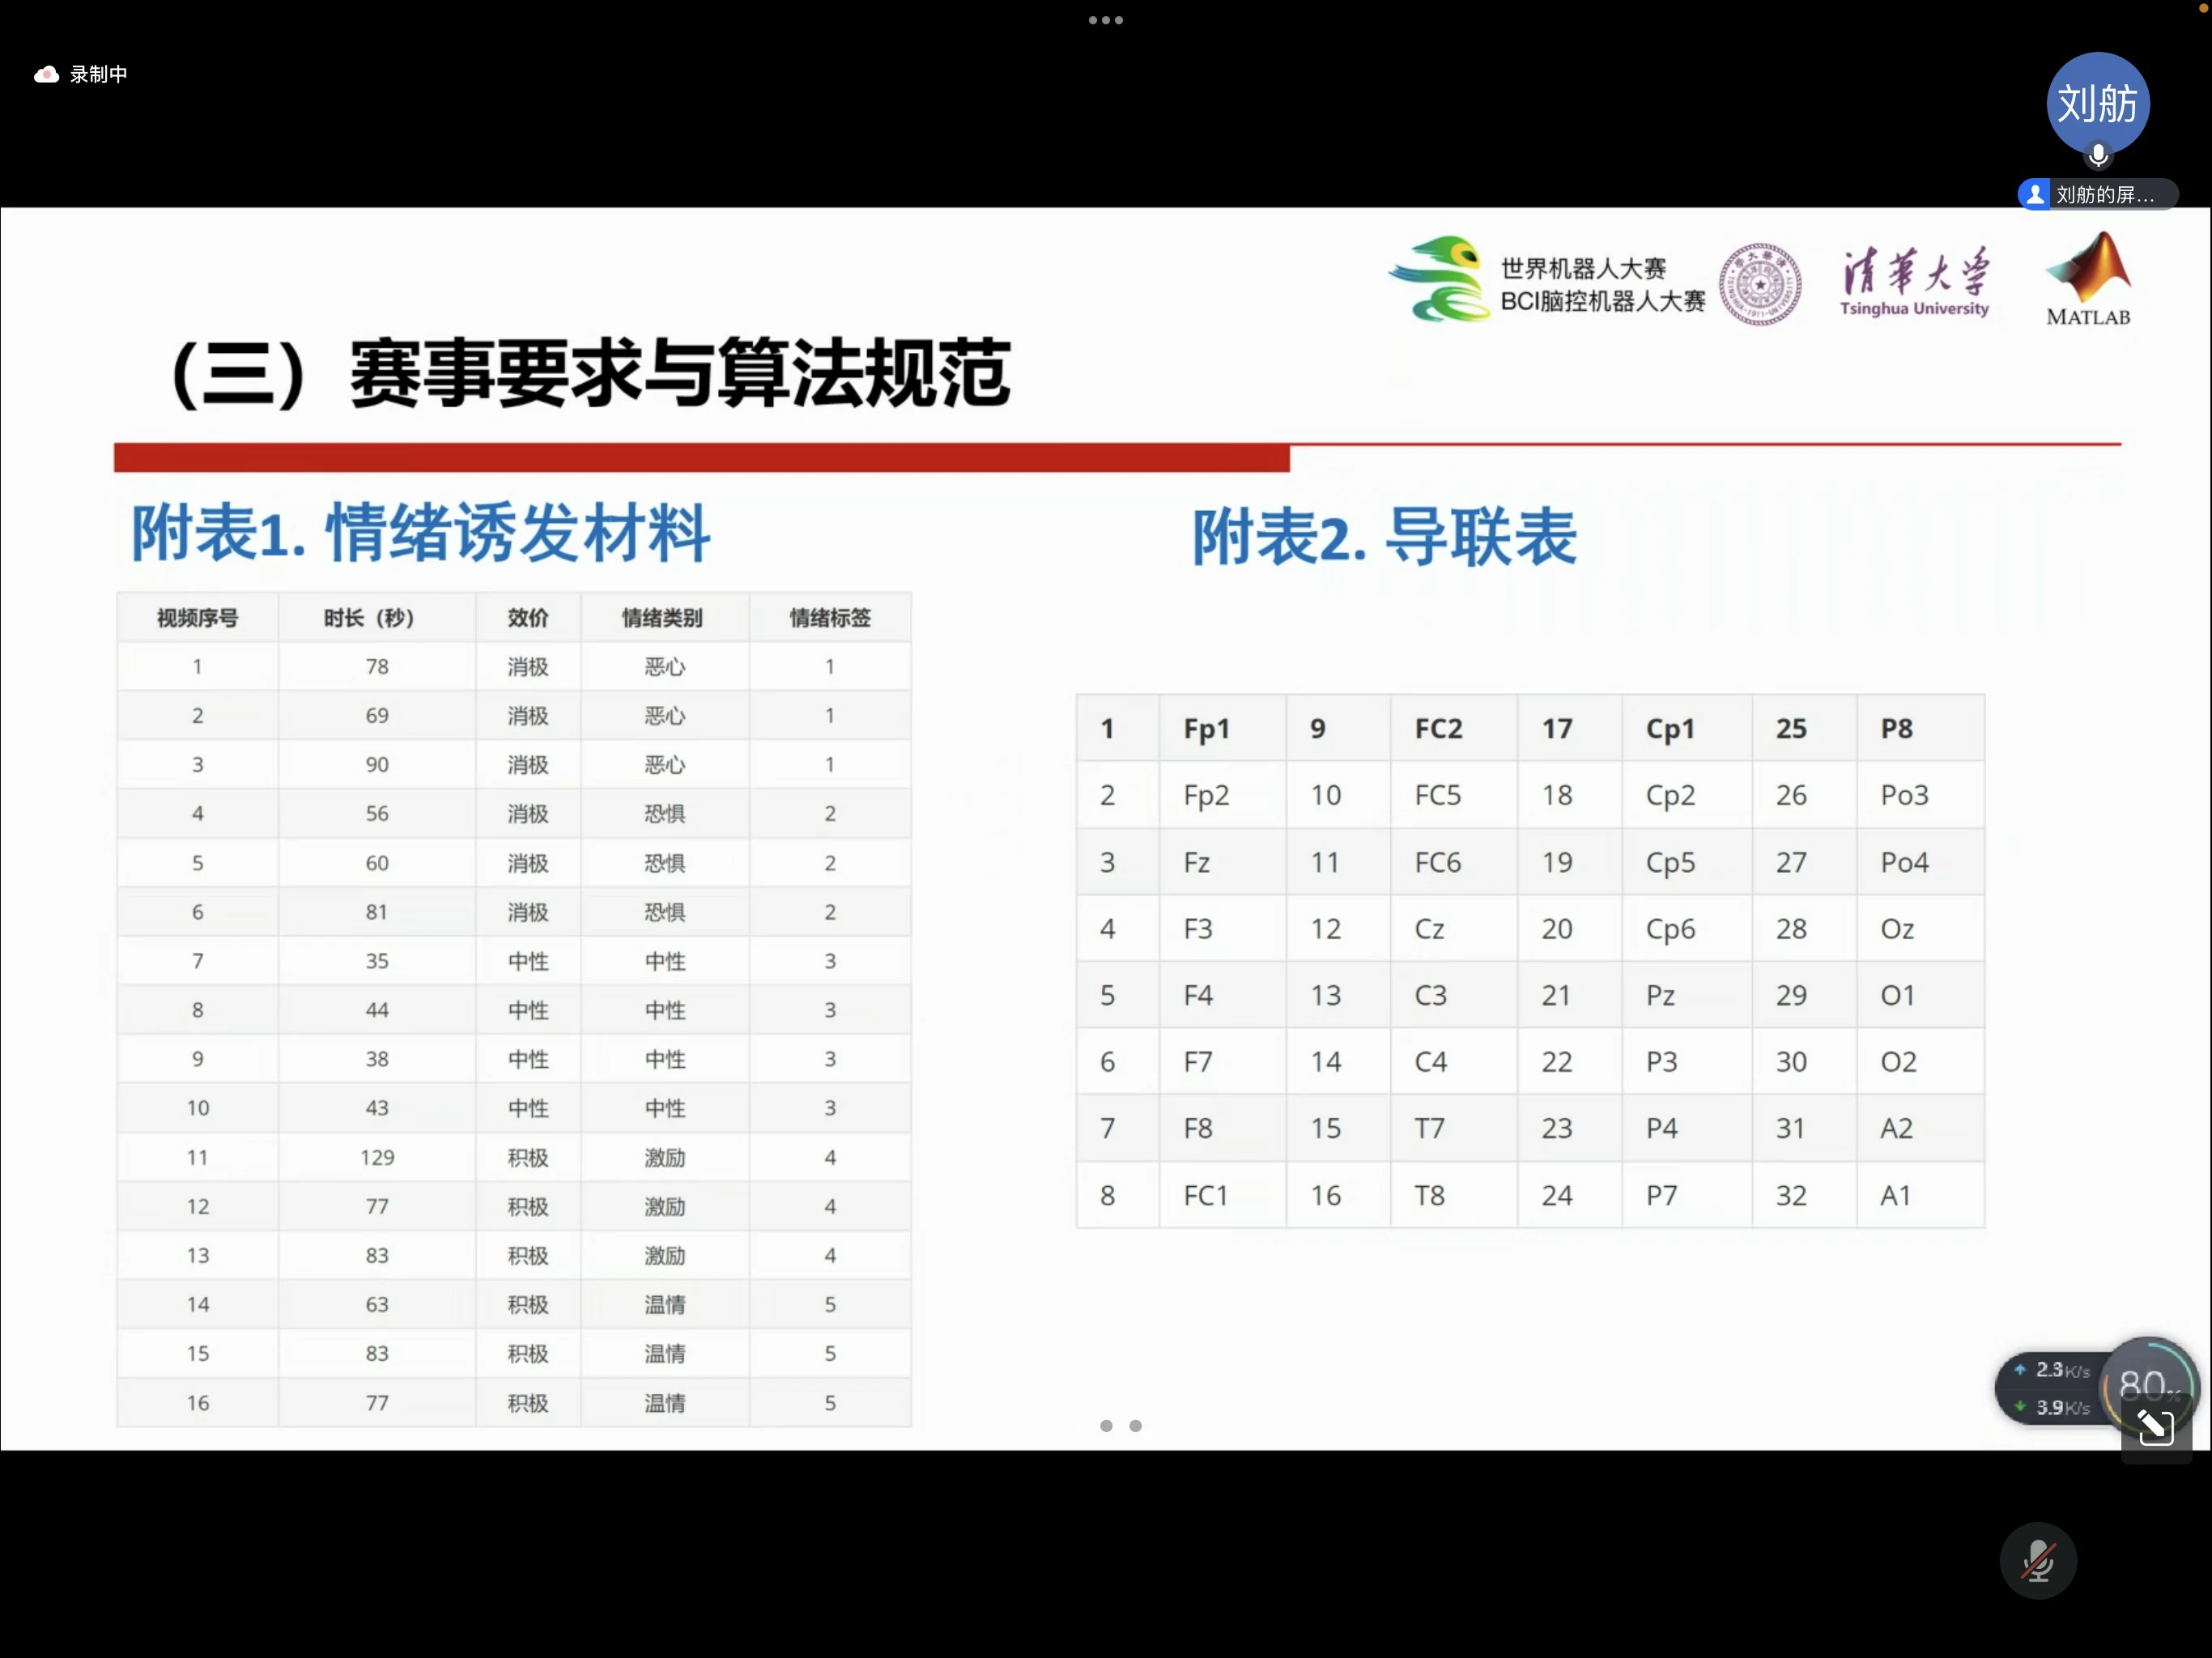 录制中
刘舫
刘舫的屏...
世界机器人大赛
BCI脑控机器人大赛
清华大学
Tsinghua University
MATLAB
（三）赛事要求与算法规范
附表1. 情绪诱发材料
视频序号 时长（秒） 效价 情绪类别 情绪标签
1 78 消极 恶心 1
2 69 消极 恶心 1
3 90 消极 恶心 1
4 56 消极 恐惧 2
5 60 消极 恐惧 2
6 81 消极 恐惧 2
7 35 中性 中性 3
8 44 中性 中性 3
9 38 中性 中性 3
10 43 中性 中性 3
11 129 积极 激励 4
12 77 积极 激励 4
13 83 积极 激励 4
14 63 积极 温情 5
15 83 积极 温情 5
16 77 积极 温情 5
附表2. 导联表
1 Fp1 9 FC2 17 Cp1 25 P8
2 Fp2 10 FC5 18 Cp2 26 Po3
3 Fz 11 FC6 19 Cp5 27 Po4
4 F3 12 Cz 20 Cp6 28 Oz
5 F4 13 C3 21 Pz 29 O1
6 F7 14 C4 22 P3 30 O2
7 F8 15 T7 23 P4 31 A2
8 FC1 16 T8 24 P7 32 A1
2.3K/s
3.9K/s
80%